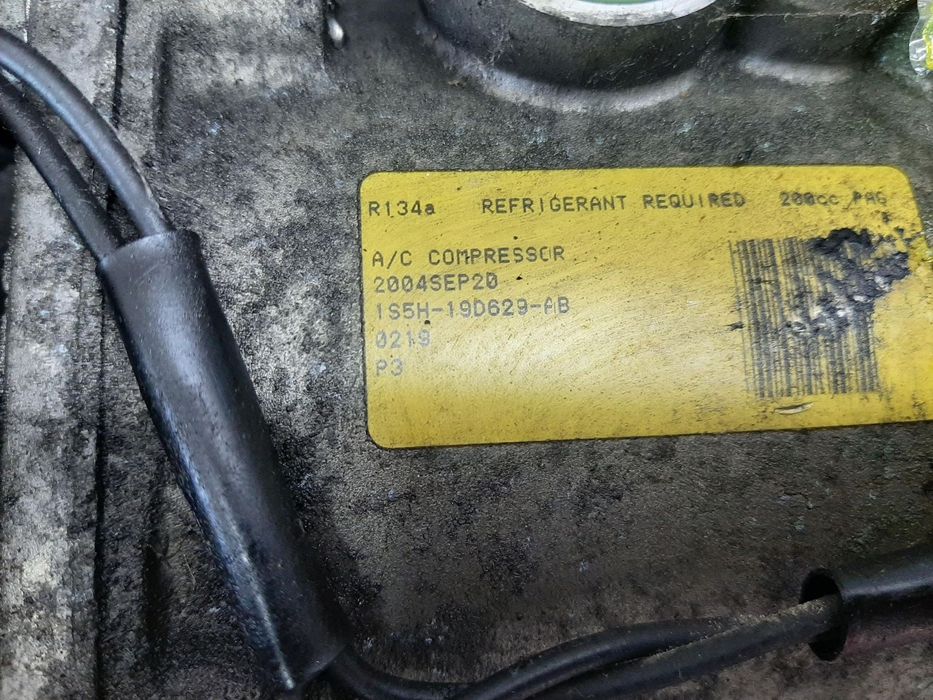 R134a REFRIGERANT REQUIRED 200cc PAG
A/C COMPRESSOR
2004SEP20
1S5H-19D629-AB
0219
P3